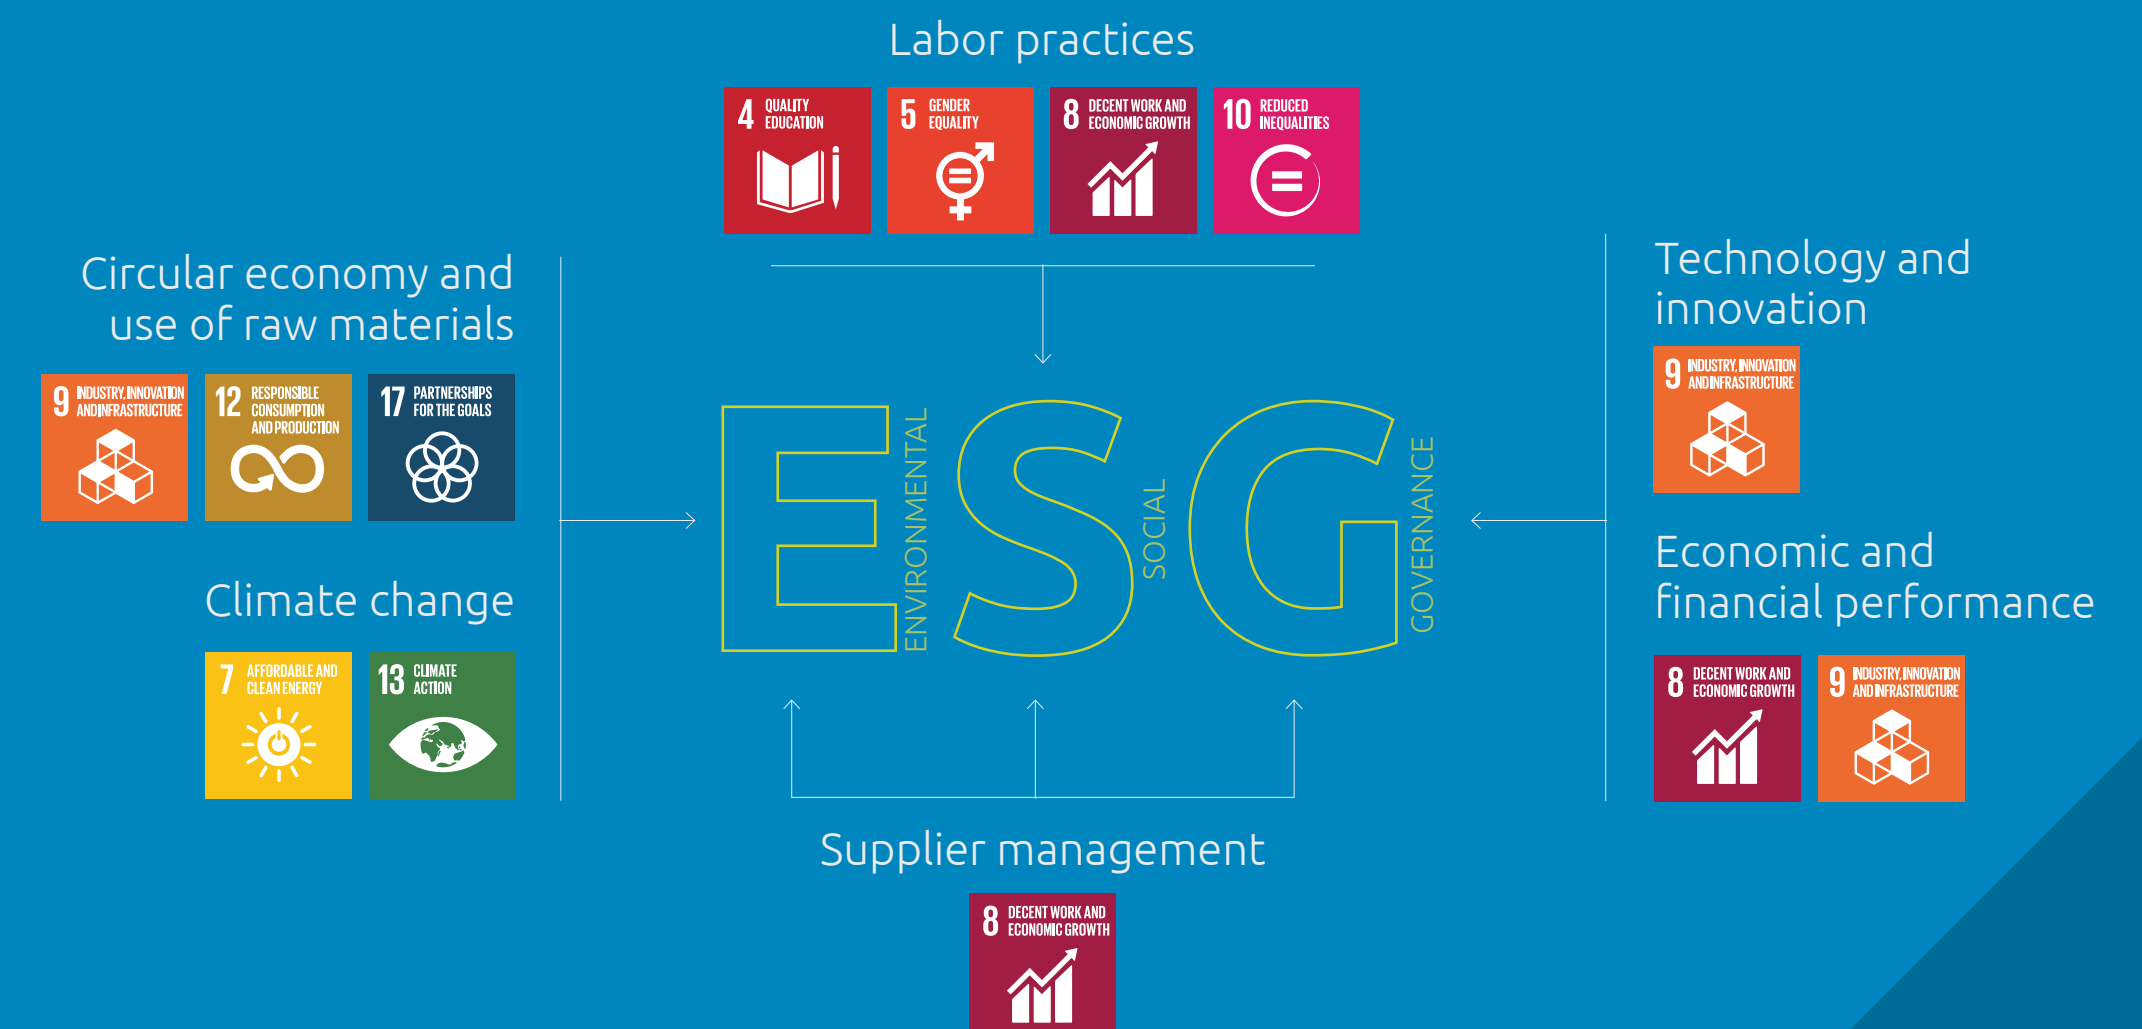 Labor practices
4 QUALITY
EDUCATION
5 GENDER
EQUALITY
8 DECENT WORK AND
ECONOMIC GROWTH
10 REDUCED
INEQUALITIES
Circular economy and
use of raw materials
9 INDUSTRY, INNOVATION
AND INFRASTRUCTURE
12 RESPONSIBLE
CONSUMPTION
AND PRODUCTION
17 PARTNERSHIPS
FOR THE GOALS
Climate change
7 AFFORDABLE AND
CLEAN ENERGY
13 CLIMATE
ACTION
E
ENVIRONMENTAL
S
SOCIAL
G
GOVERNANCE
Technology and
innovation
9 INDUSTRY, INNOVATION
AND INFRASTRUCTURE
Economic and
financial performance
8 DECENT WORK AND
ECONOMIC GROWTH
9 INDUSTRY, INNOVATION
AND INFRASTRUCTURE
Supplier management
8 DECENT WORK AND
ECONOMIC GROWTH